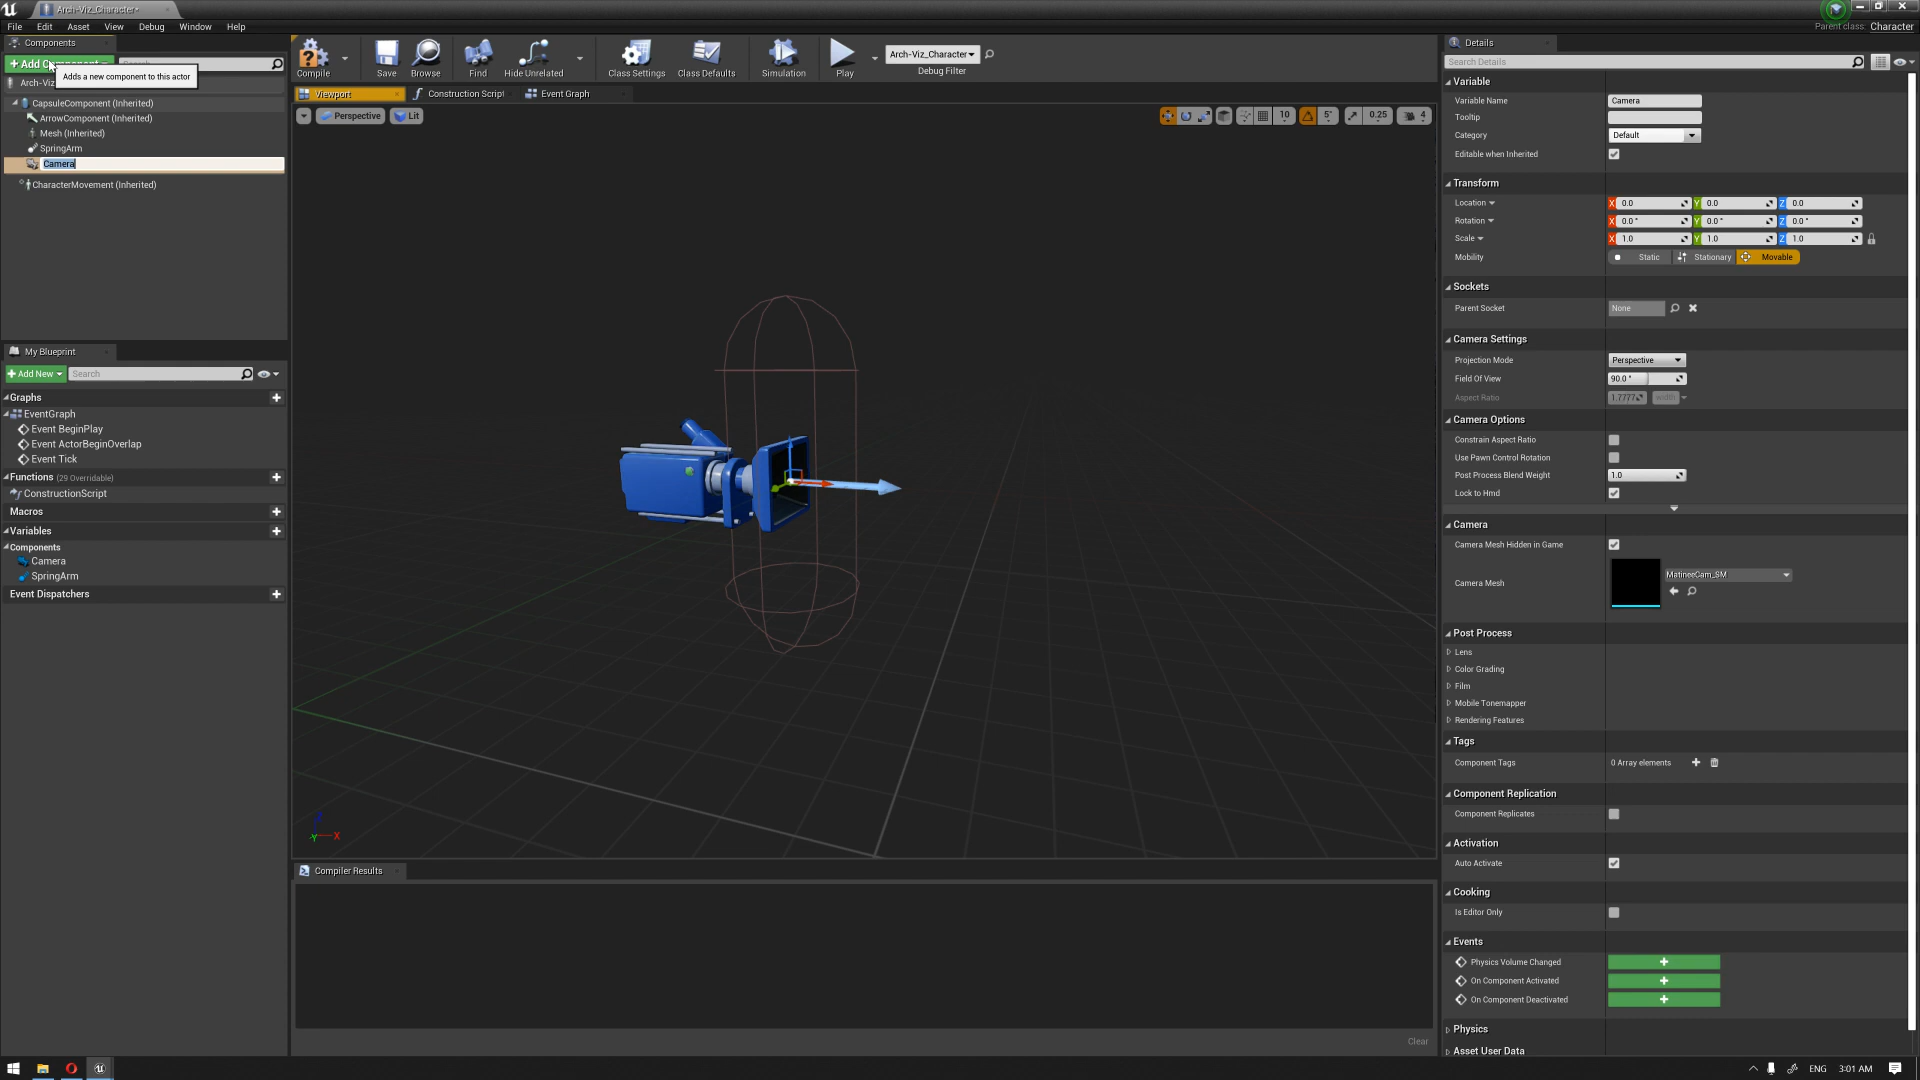 Arch-Viz_Character*
File Edit Asset View Debug Window Help
Parent class: Character
Components
+ Add Component
Adds a new component to this actor
Arch-Viz
CapsuleComponent (Inherited)
ArrowComponent (Inherited)
Mesh (Inherited)
SpringArm
Camera
CharacterMovement (Inherited)
My Blueprint
+ Add New
Search
Graphs
EventGraph
Event BeginPlay
Event ActorBeginOverlap
Event Tick
Functions (29 Overridable)
ConstructionScript
Macros
Variables
Components
Camera
SpringArm
Event Dispatchers
Compile Save Browse Find Hide Unrelated Class Settings Class Defaults Simulation Play
Arch-Viz_Character
Debug Filter
Viewport Construction Script Event Graph
Perspective Lit
10 5° 0.25 4
Z
Y X
Compiler Results
Clear
Details
Search Details
Variable
Variable Name Camera
Tooltip
Category Default
Editable when Inherited
Transform
Location X 0.0 Y 0.0 Z 0.0
Rotation X 0.0 ° Y 0.0 ° Z 0.0 °
Scale X 1.0 Y 1.0 Z 1.0
Mobility Static Stationary Movable
Sockets
Parent Socket None
Camera Settings
Projection Mode Perspective
Field Of View 90.0 °
Aspect Ratio 1.7777 width
Camera Options
Constrain Aspect Ratio
Use Pawn Control Rotation
Post Process Blend Weight 1.0
Lock to Hmd
Camera
Camera Mesh Hidden in Game
Camera Mesh MatineeCam_SM
Post Process
Lens
Color Grading
Film
Mobile Tonemapper
Rendering Features
Tags
Component Tags 0 Array elements
Component Replication
Component Replicates
Activation
Auto Activate
Cooking
Is Editor Only
Events
Physics Volume Changed +
On Component Activated +
On Component Deactivated +
Physics
Asset User Data
ENG 3:01 AM